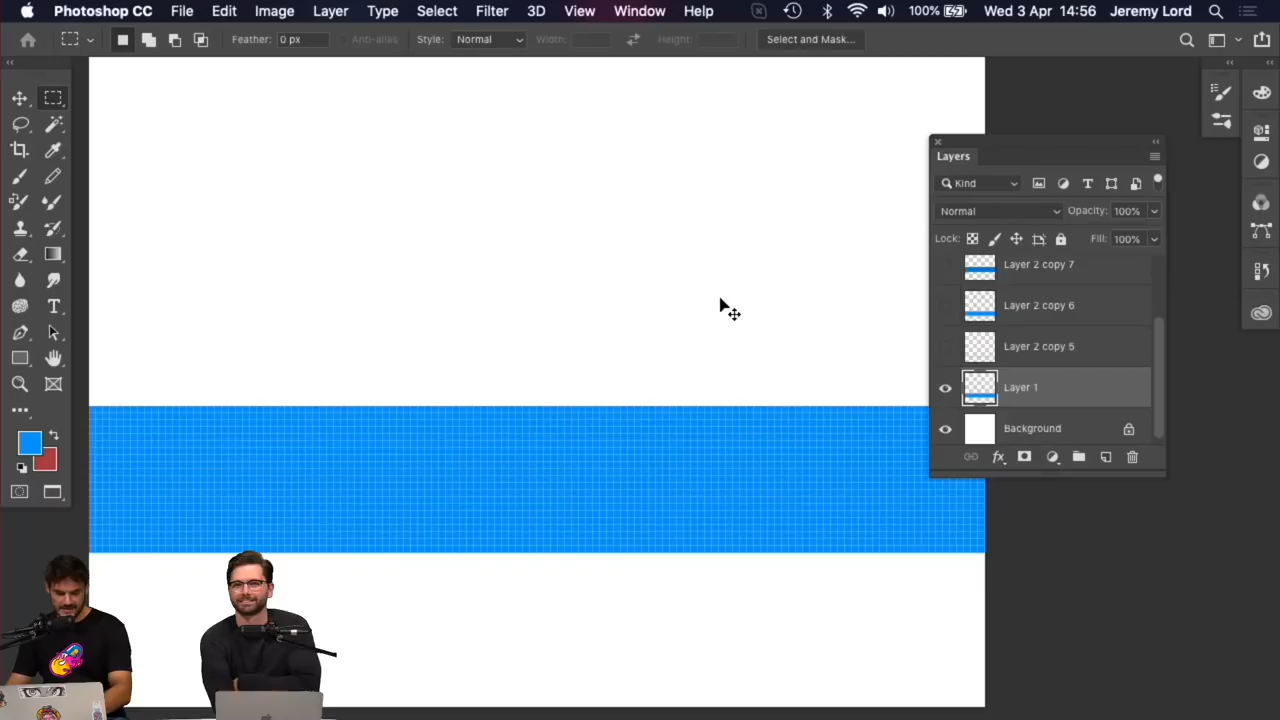 Photoshop CC File Edit Image Layer Type Select Filter 3D View Window Help 100% Wed 3 Apr 14:56 Jeremy Lord
Feather: 0 px Anti-alias Style: Normal Width: Height: Select and Mask...
Layers
Kind
Normal Opacity: 100%
Lock: Fill: 100%
Layer 2 copy 7
Layer 2 copy 6
Layer 2 copy 5
Layer 1
Background
fx